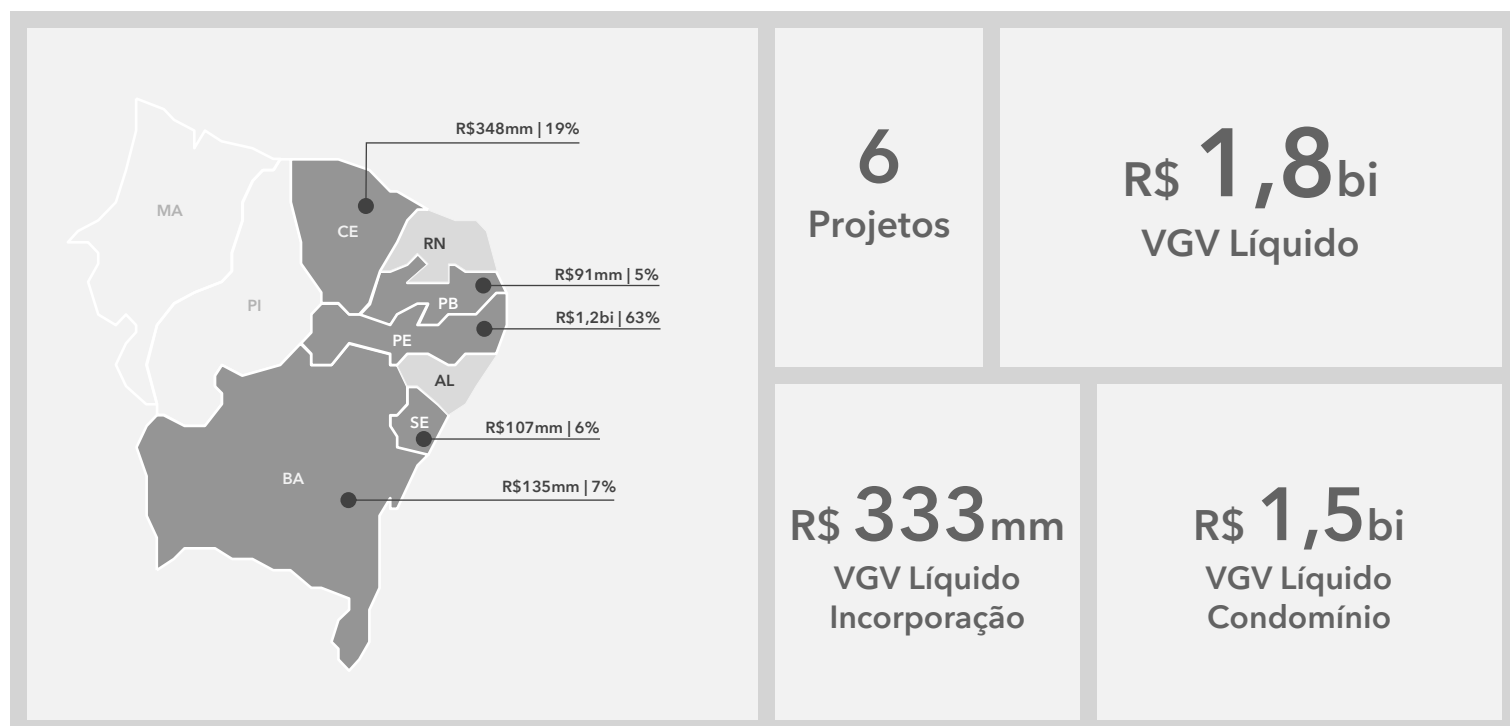 R$348mm | 19%
MA
CE
RN
R$91mm | 5%
PI
PB
R$1,2bi | 63%
PE
AL
SE
R$107mm | 6%
BA
R$135mm | 7%
6
Projetos
R$ 1,8bi
VGV Líquido
R$ 333mm
VGV Líquido
Incorporação
R$ 1,5bi
VGV Líquido
Condomínio